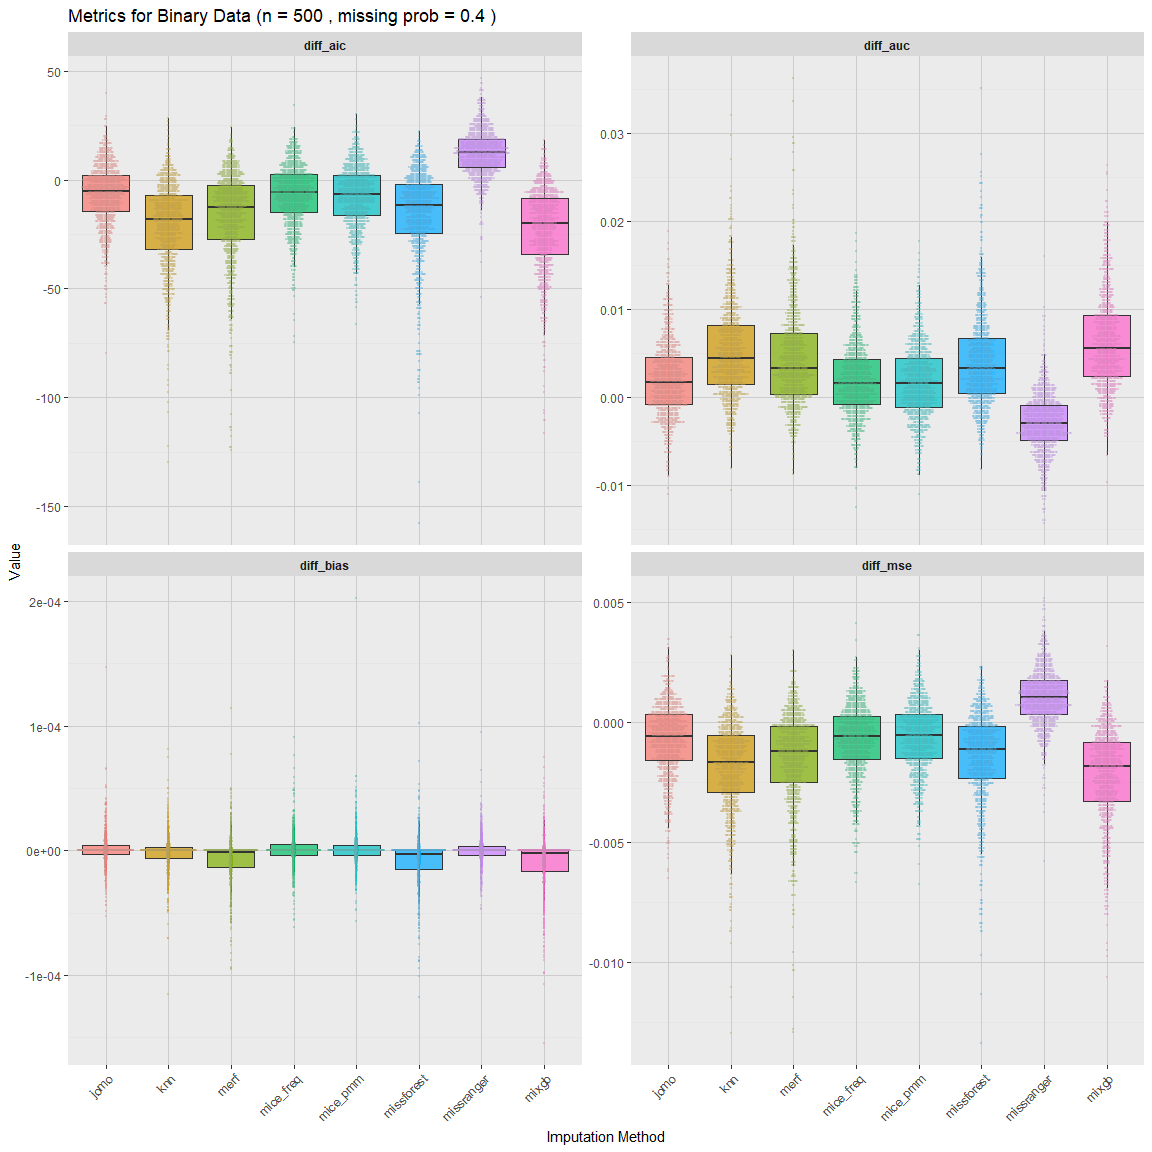 Metrics for Binary Data (n = 500 , missing prob = 0.4 )
diff_aic
diff_auc
50
0
-50
-100
-150
0.03
0.02
0.01
0.00
-0.01
Value
diff_bias
diff_mse
2e-04
1e-04
0e+00
-1e-04
0.005
0.000
-0.005
-0.010
jomo
knn
merf
mice_freq
mice_pmm
missforest
missranger
mixgb
jomo
knn
merf
mice_freq
mice_pmm
missforest
missranger
mixgb
Imputation Method